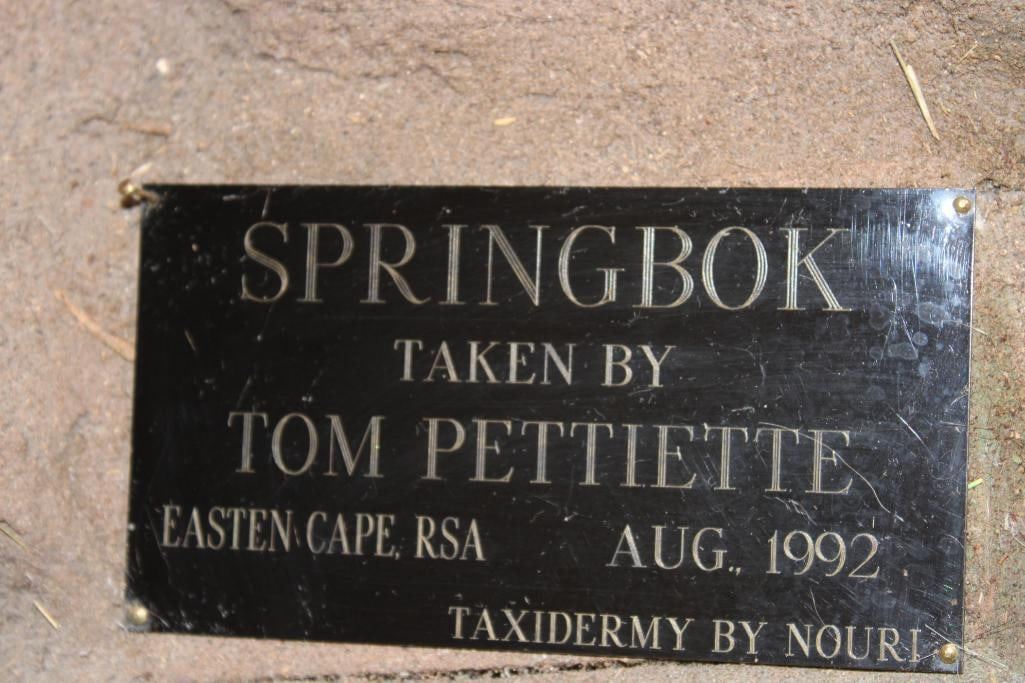 SPRINGBOK
TAKEN BY
TOM PETTIETTE
EASTEN CAPE, RSA AUG., 1992
TAXIDERMY BY NOURI